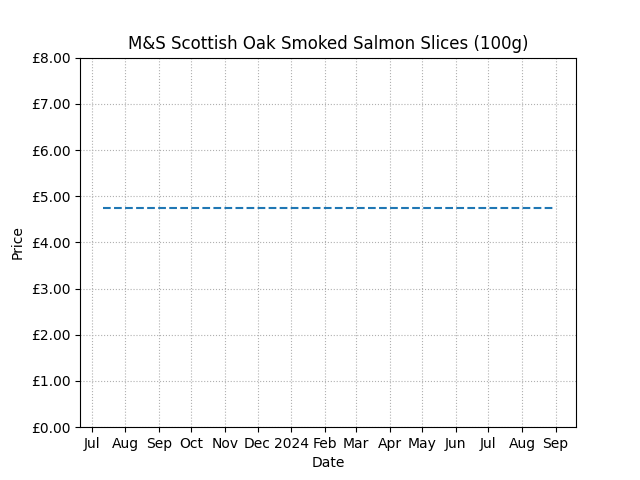 M&S Scottish Oak Smoked Salmon Slices (100g)
£8.00
£7.00
£6.00
£5.00
£4.00
£3.00
£2.00
£1.00
£0.00
Price
Jul Aug Sep Oct Nov Dec 2024 Feb Mar Apr May Jun Jul Aug Sep
Date